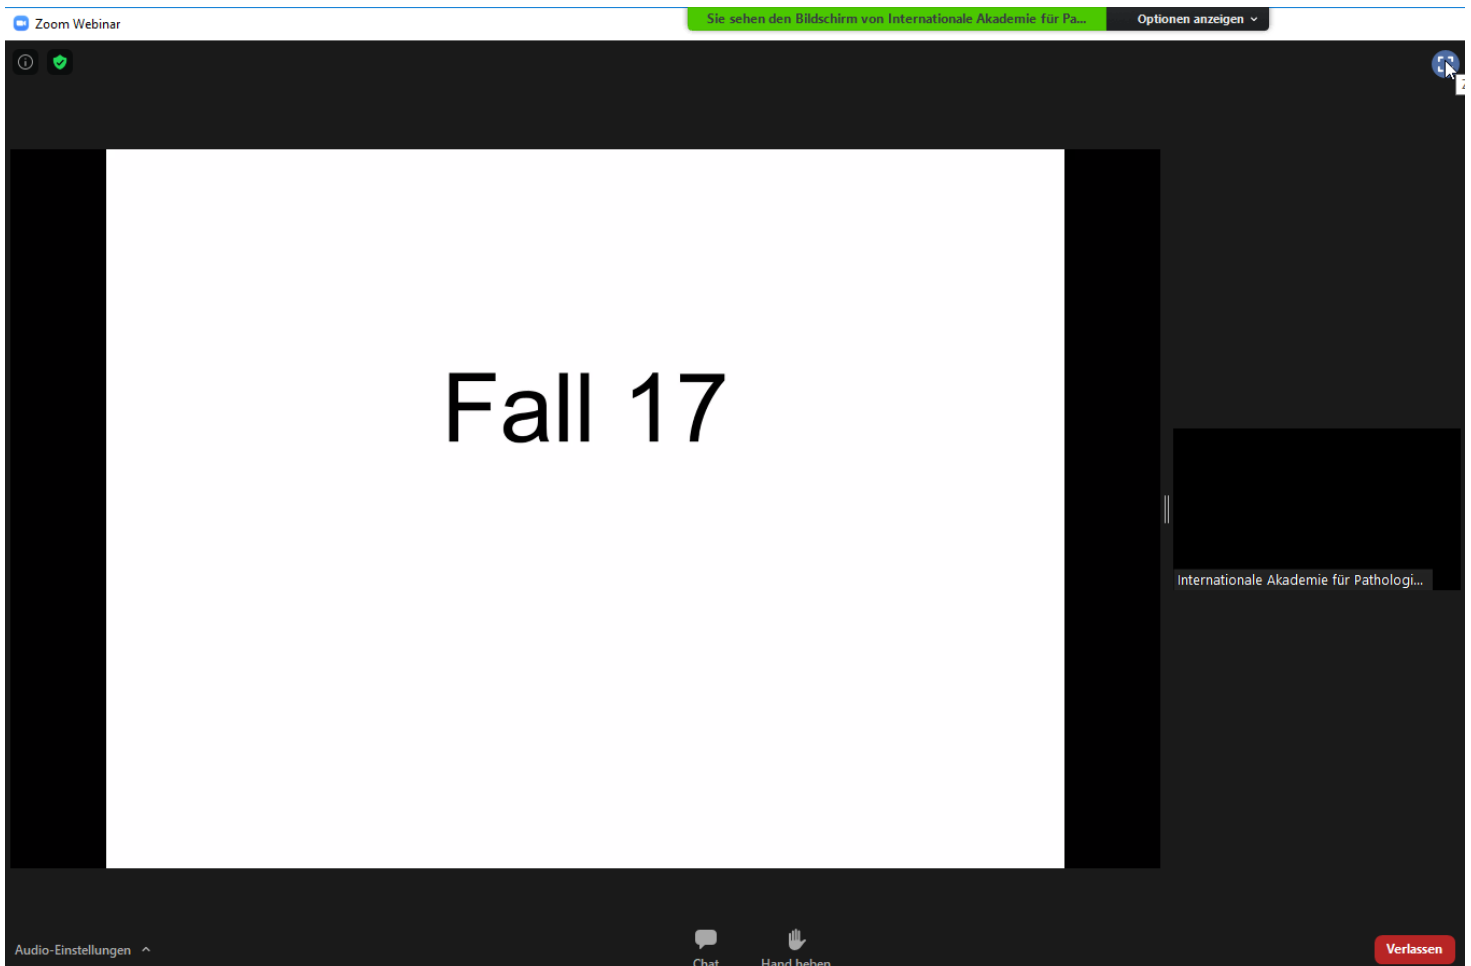 Zoom Webinar
Sie sehen den Bildschirm von Internationale Akademie für Pa...
Optionen anzeigen
Fall 17
Internationale Akademie für Pathologi...
Audio-Einstellungen
Chat
Hand heben
Verlassen